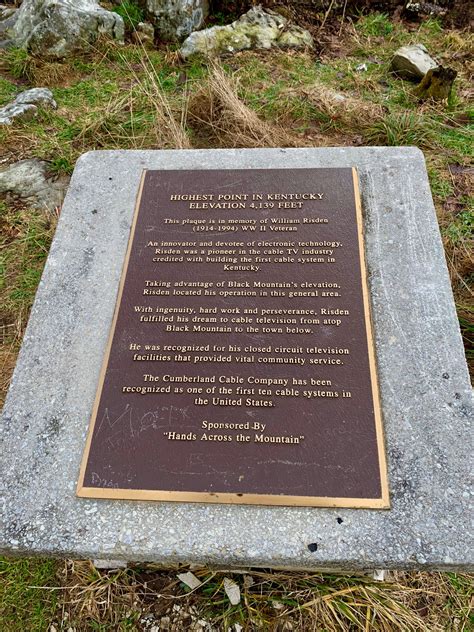 HIGHEST POINT IN KENTUCKY
ELEVATION 4,139 FEET
This plaque is in memory of William Risden
(1914-1994) WW II Veteran
An innovator and devotee of electronic technology,
Risden was a pioneer in the cable TV industry
credited with building the first cable system in
Kentucky.
Taking advantage of Black Mountain's elevation,
Risden located his operation in this general area.
With ingenuity, hard work and perseverance, Risden
fulfilled his dream to cable television from atop
Black Mountain to the town below.
He was recognized for his closed circuit television
facilities that provided vital community service.
The Cumberland Cable Company has been
recognized as one of the first ten cable systems in
the United States.
Sponsored By
"Hands Across the Mountain"